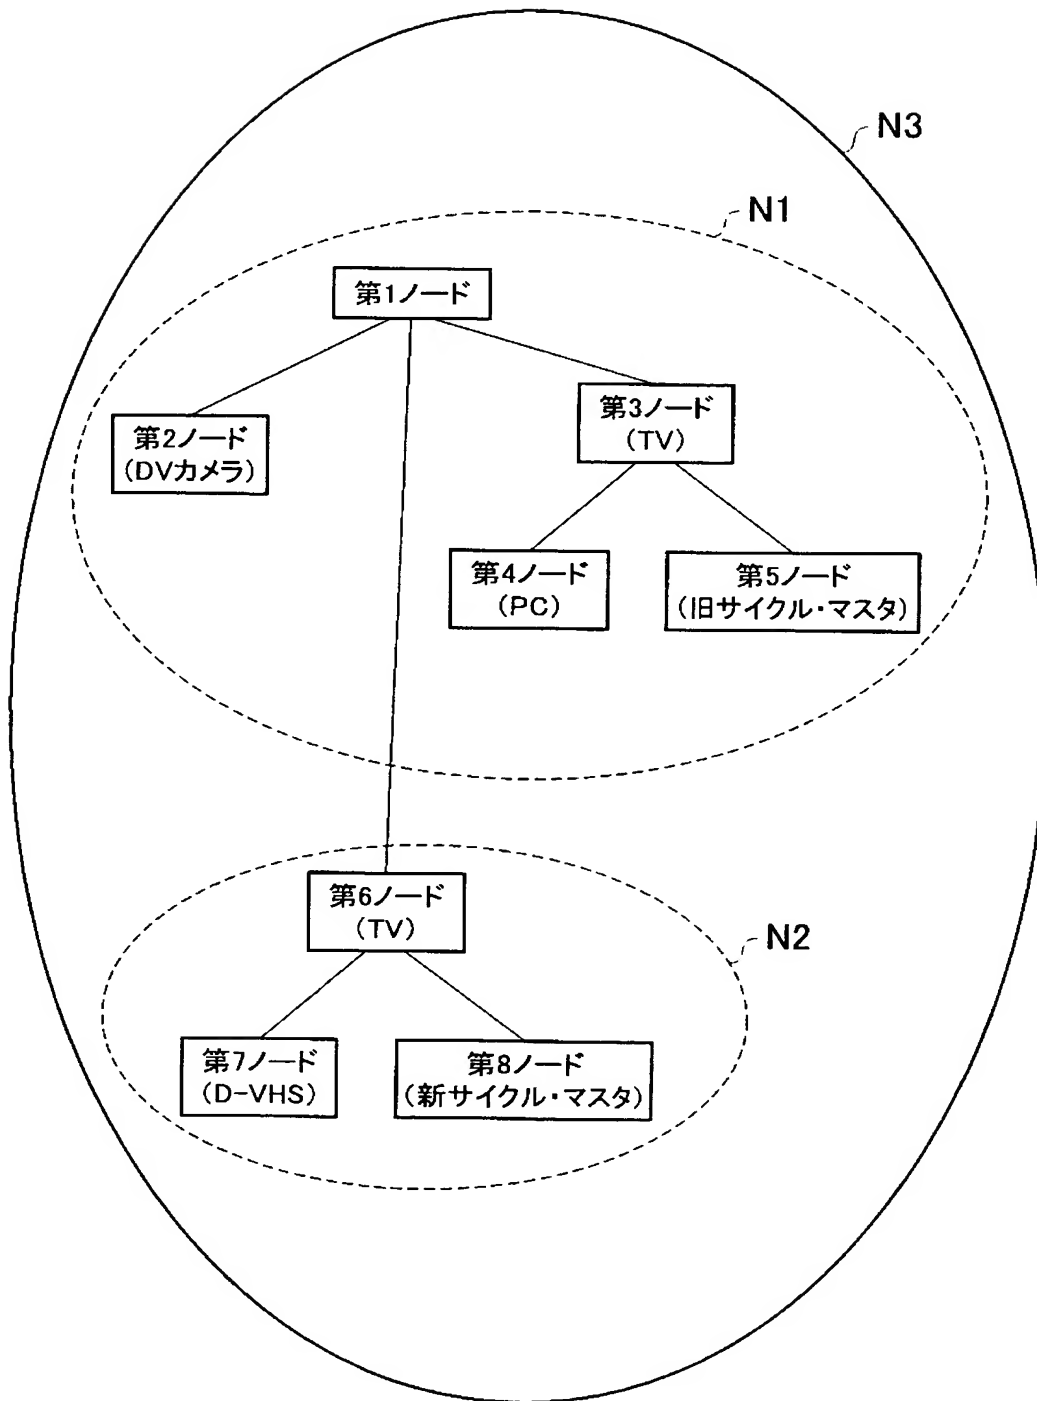 N3
N1
第1ノード
第2ノード
(DVカメラ)
第3ノード
(TV)
第4ノード
(PC)
第5ノード
(旧サイクル・マスタ)
第6ノード
(TV)
N2
第7ノード
(D-VHS)
第8ノード
(新サイクル・マスタ)